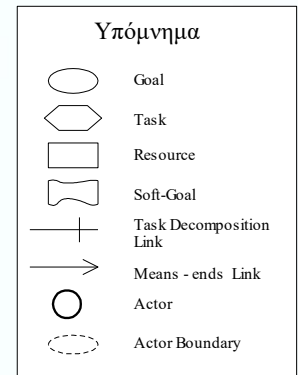 Υπόμνημα
Goal
Task
Resource
Soft-Goal
Task Decomposition
Link
Means - ends Link
Actor
Actor Boundary